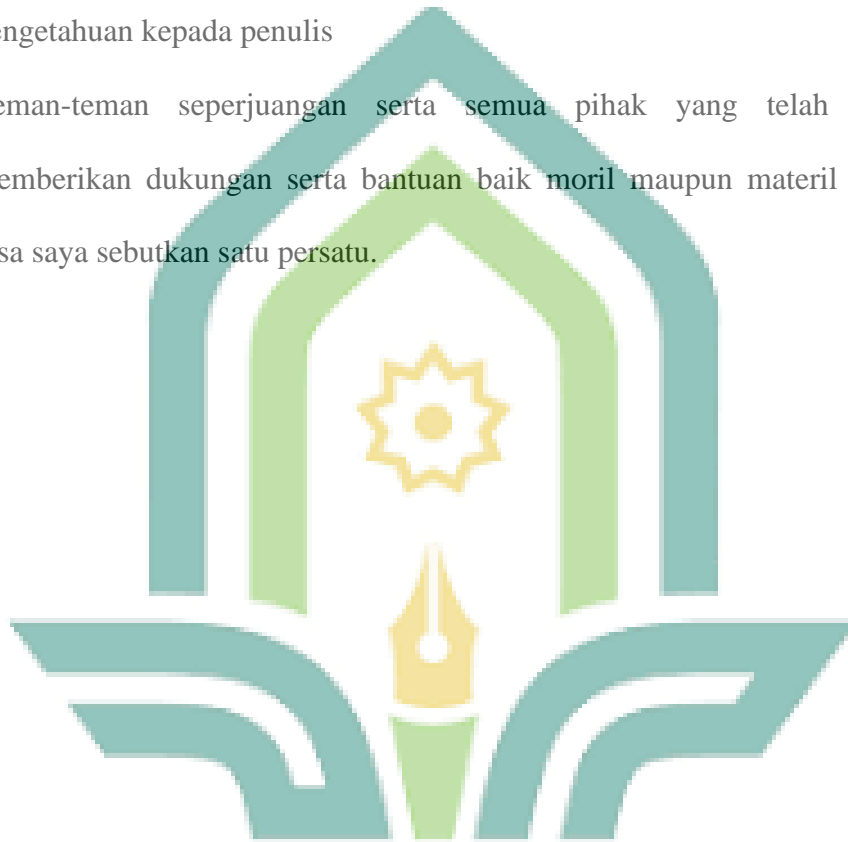 engetahuan kepada penulis
eman-teman seperjuangan serta semua pihak yang telah
emberikan dukungan serta bantuan baik moril maupun materil
sa saya sebutkan satu persatu.